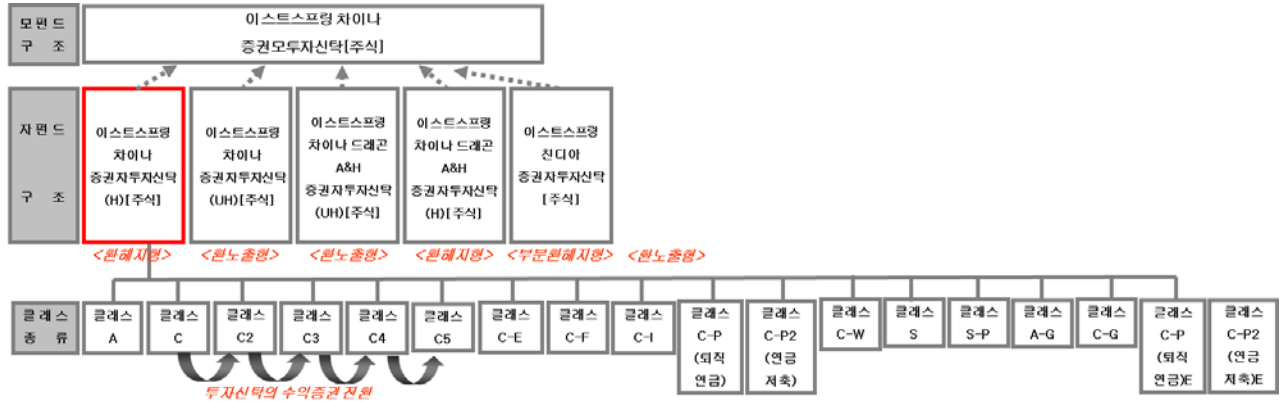 모펀드
구 조
이스트스프링 차이나
증권모투자신탁[주식]
자펀드
구 조
이스트스프링
차이나
증권자투자신탁
(H)[주식]
이스트스프링
차이나
증권자투자신탁
(UH)[주식]
이스트스프링
차이나 드래곤
A&H
증권자투자신탁
(UH)[주식]
이스트스프링
차이나 드래곤
A&H
증권자투자신탁
(H)[주식]
이스트스프링
친디아
증권자투자신탁
[주식]
<환헤지형>
<환노출형>
<환노출형>
<환헤지형>
<부분환헤지형>
<환노출형>
클래스
종 류
클래스
A
클래스
C
클래스
C2
클래스
C3
클래스
C4
클래스
C5
클래스
C-E
클래스
C-F
클래스
C-I
클래스
C-P
(퇴직
연금)
클래스
C-P2
(연금
저축)
클래스
C-W
클래스
S
클래스
S-P
클래스
A-G
클래스
C-G
클래스
C-P
(퇴직
연금)E
클래스
C-P2
(연금
저축)E
투자신탁의 수익증권 전환